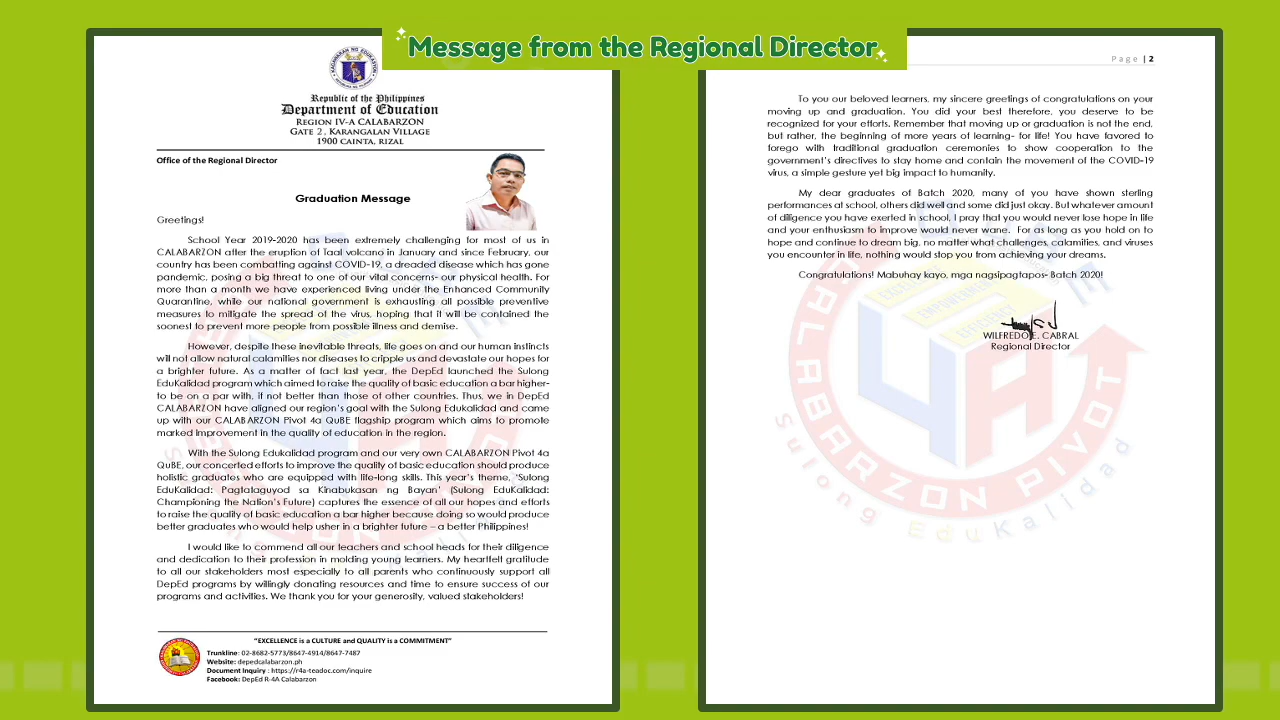 Message from the Regional Director
Republic of the Philippines
Department of Education
REGION IV-A CALABARZON
GATE 2, KARANGALAN VILLAGE
1900 CAINTA, RIZAL
Office of the Regional Director
Graduation Message
Greetings!
School Year 2019-2020 has been extremely challenging for most of us in
CALABARZON after the eruption of Taal volcano in January and since February, our
country has been combatting against COVID-19, a dreaded disease which has gone
pandemic, posing a big threat to one of our vital concerns- our physical health. For
more than a month we have experienced living under the Enhanced Community
Quarantine, while our national government is exhausting all possible preventive
measures to mitigate the spread of the virus, hoping that it will be contained the
soonest to prevent more people from possible illness and demise.
However, despite these inevitable threats, life goes on and our human instincts
will not allow natural calamities nor diseases to cripple us and devastate our hopes for
a brighter future. As a matter of fact last year, the DepEd launched the Sulong
EduKalidad program which aimed to raise the quality of basic education a bar higher-
to be on a par with, if not better than those of other countries. Thus, we in DepEd
CALABARZON have aligned our region's goal with the Sulong Edukalidad and came
up with our CALABARZON Pivot 4a QuBE flagship program which aims to promote
marked improvement in the quality of education in the region.
With the Sulong Edukalidad program and our very own CALABARZON Pivot 4a
QuBE, our concerted efforts to improve the quality of basic education should produce
holistic graduates who are equipped with life-long skills. This year's theme, 'Sulong
EduKalidad: Pagtataguyod sa Kinabukasan ng Bayan' (Sulong EduKalidad:
Championing the Nation's Future) captures the essence of all our hopes and efforts
to raise the quality of basic education a bar higher because doing so would produce
better graduates who would help usher in a brighter future – a better Philippines!
I would like to commend all our teachers and school heads for their diligence
and dedication to their profession in molding young learners. My heartfelt gratitude
to all our stakeholders most especially to all parents who continuously support all
DepEd programs by willingly donating resources and time to ensure success of our
programs and activities. We thank you for your generosity, valued stakeholders!
"EXCELLENCE is a CULTURE and QUALITY is a COMMITMENT"
Trunkline: 02-8682-5773/8647-4914/8647-7487
Website: depedcalabarzon.ph
Document Inquiry : https://r4a-teadoc.com/inquire
Facebook: DepEd R-4A Calabarzon
Page | 2
To you our beloved learners, my sincere greetings of congratulations on your
moving up and graduation. You did your best therefore, you deserve to be
recognized for your efforts. Remember that moving up or graduation is not the end,
but rather, the beginning of more years of learning- for life! You have favored to
forego with traditional graduation ceremonies to show cooperation to the
government's directives to stay home and contain the movement of the COVID-19
virus, a simple gesture yet big impact to humanity.
My dear graduates of Batch 2020, many of you have shown sterling
performances at school, others did well and some did just okay. But whatever amount
of diligence you have exerted in school, I pray that you would never lose hope in life
and your enthusiasm to improve would never wane. For as long as you hold on to
hope and continue to dream big, no matter what challenges, calamities, and viruses
you encounter in life, nothing would stop you from achieving your dreams.
Congratulations! Mabuhay kayo, mga nagsipagtapos- Batch 2020!
WILFREDO E. CABRAL
Regional Director
4A
CALABARZON PIVOT
Sulong EduKalidad